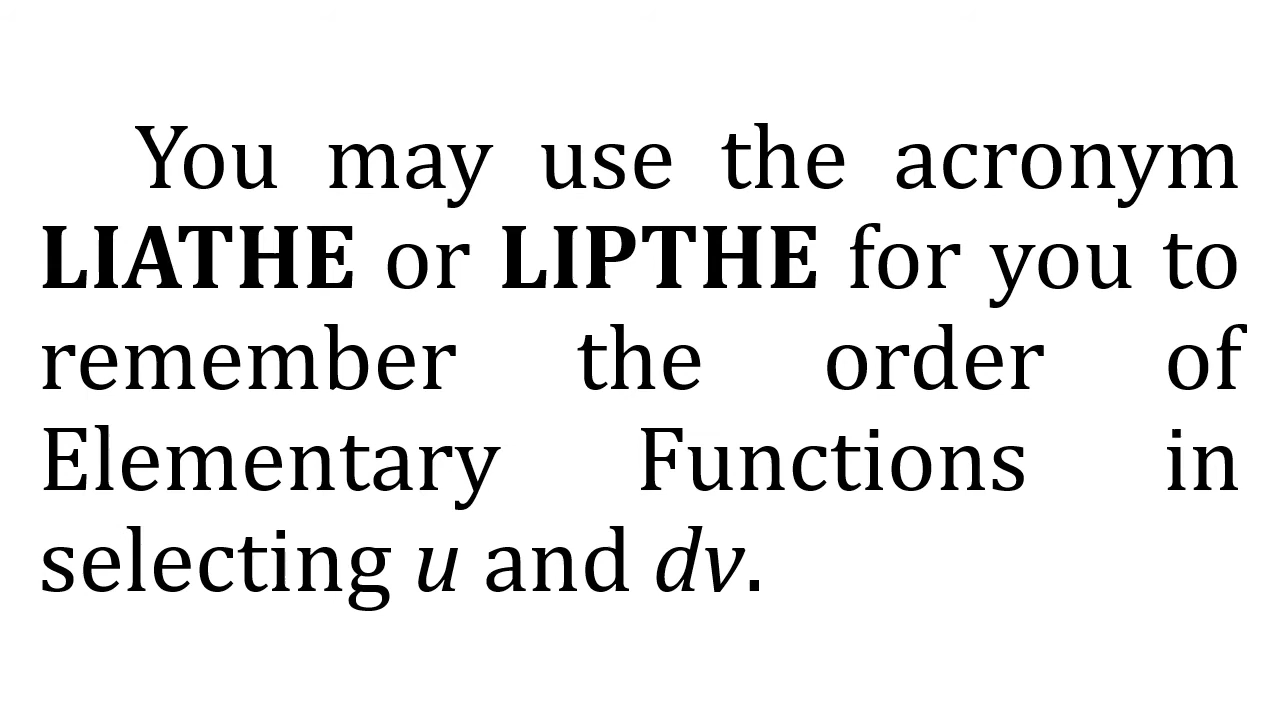 You may use the acronym
LIATHE or LIPTHE for you to
remember the order of
Elementary Functions in
selecting u and dv.